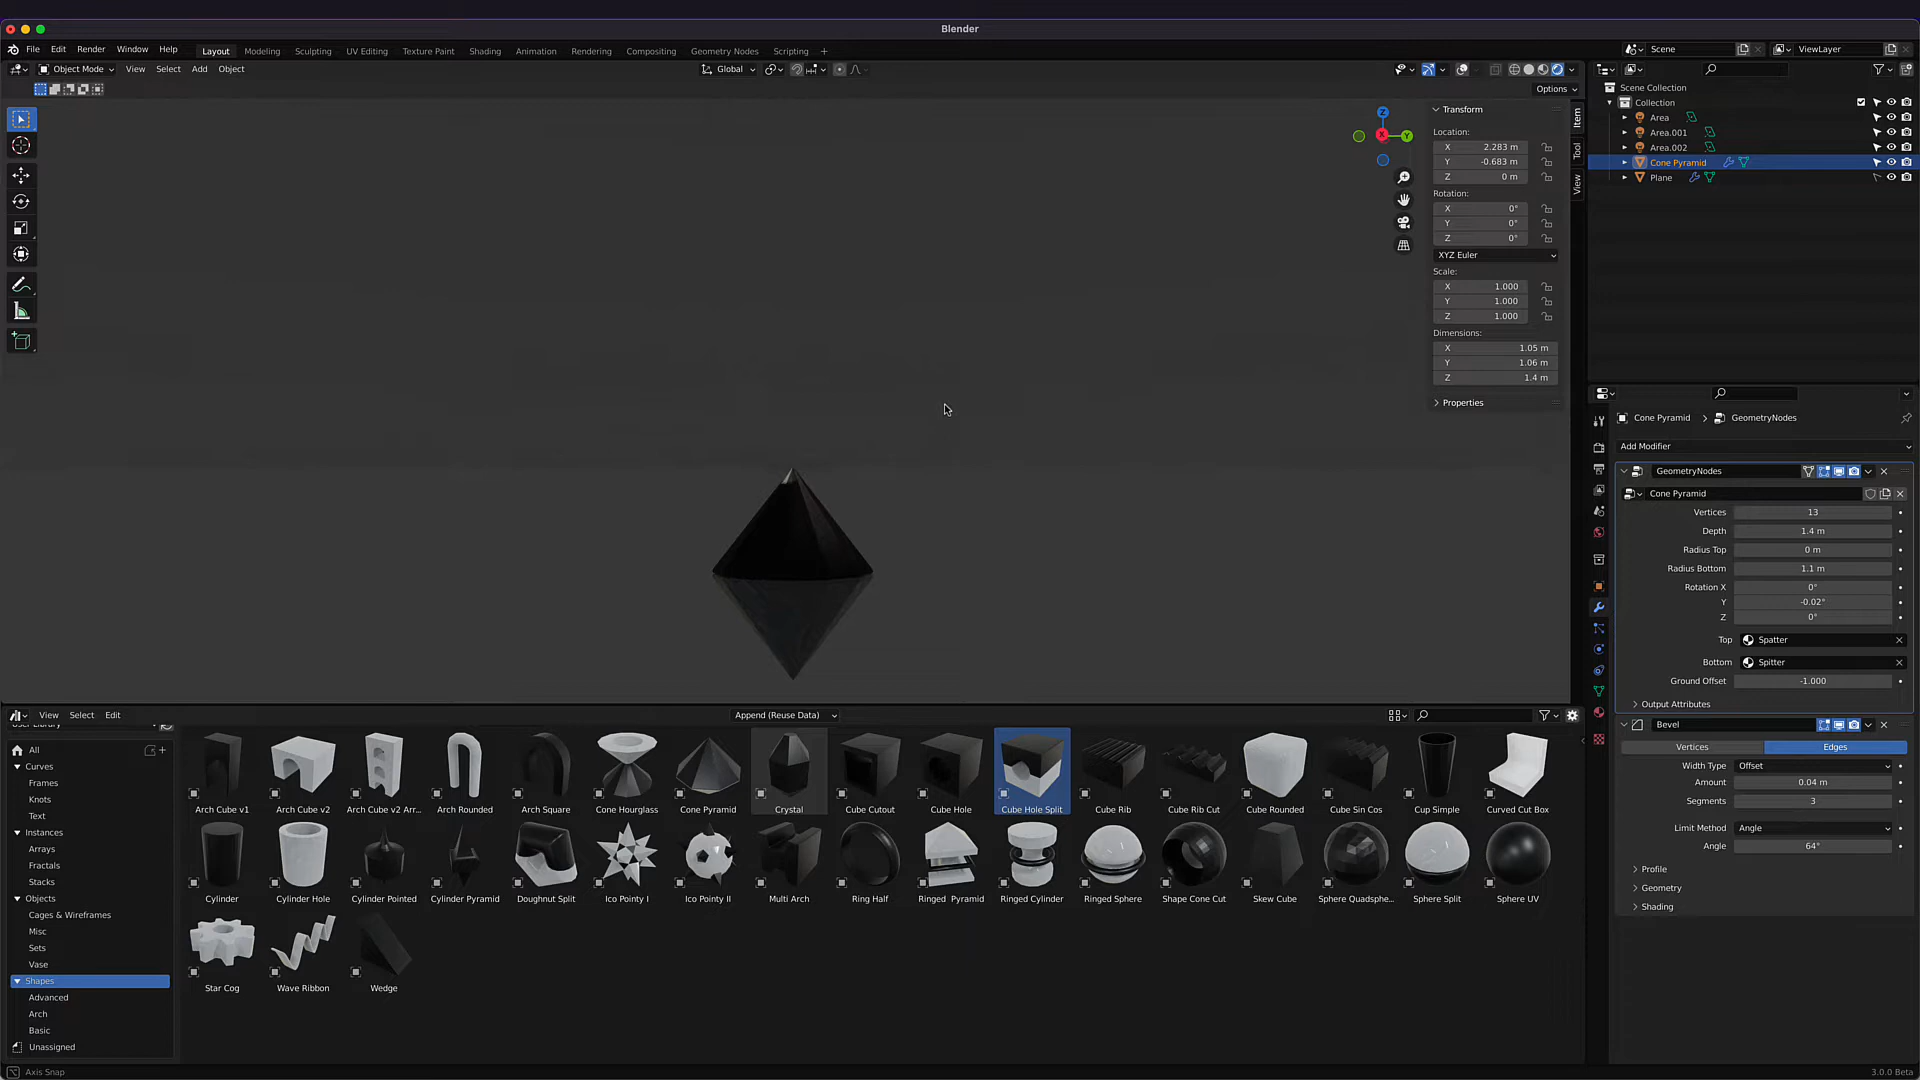 Blender
File Edit Render Window Help Layout Modeling Sculpting UV Editing Texture Paint Shading Animation Rendering Compositing Geometry Nodes Scripting +
Scene ViewLayer
Object Mode View Select Add Object Global
Options
Scene Collection
Collection
Area
Area.001
Area.002
Cone Pyramid
Plane
Z
Y
X
Item
Tool
View
Transform
Location:
X 2.283 m
Y -0.683 m
Z 0 m
Rotation:
X 0°
Y 0°
Z 0°
XYZ Euler
Scale:
X 1.000
Y 1.000
Z 1.000
Dimensions:
X 1.05 m
Y 1.06 m
Z 1.4 m
Properties
Cone Pyramid > GeometryNodes
Add Modifier
GeometryNodes
Cone Pyramid
Vertices 13
Depth 1.4 m
Radius Top 0 m
Radius Bottom 1.1 m
Rotation X 0°
Y -0.02°
Z 0°
Top Spatter
Bottom Spitter
Ground Offset -1.000
Output Attributes
Bevel
Vertices Edges
Width Type Offset
Amount 0.04 m
Segments 3
Limit Method Angle
Angle 64°
Profile
Geometry
Shading
View Select Edit Append (Reuse Data)
All
Curves
Frames
Knots
Text
Instances
Arrays
Fractals
Stacks
Objects
Cages & Wireframes
Misc
Sets
Vase
Shapes
Advanced
Arch
Basic
Unassigned
Arch Cube v1 Arch Cube v2 Arch Cube v2 Arr... Arch Rounded Arch Square Cone Hourglass Cone Pyramid Crystal Cube Cutout Cube Hole Cube Hole Split Cube Rib Cube Rib Cut Cube Rounded Cube Sin Cos Cup Simple Curved Cut Box
Cylinder Cylinder Hole Cylinder Pointed Cylinder Pyramid Doughnut Split Ico Pointy I Ico Pointy II Multi Arch Ring Half Ringed Pyramid Ringed Cylinder Ringed Sphere Shape Cone Cut Skew Cube Sphere Quadsphe... Sphere Split Sphere UV
Star Cog Wave Ribbon Wedge
Axis Snap
3.0.0 Beta